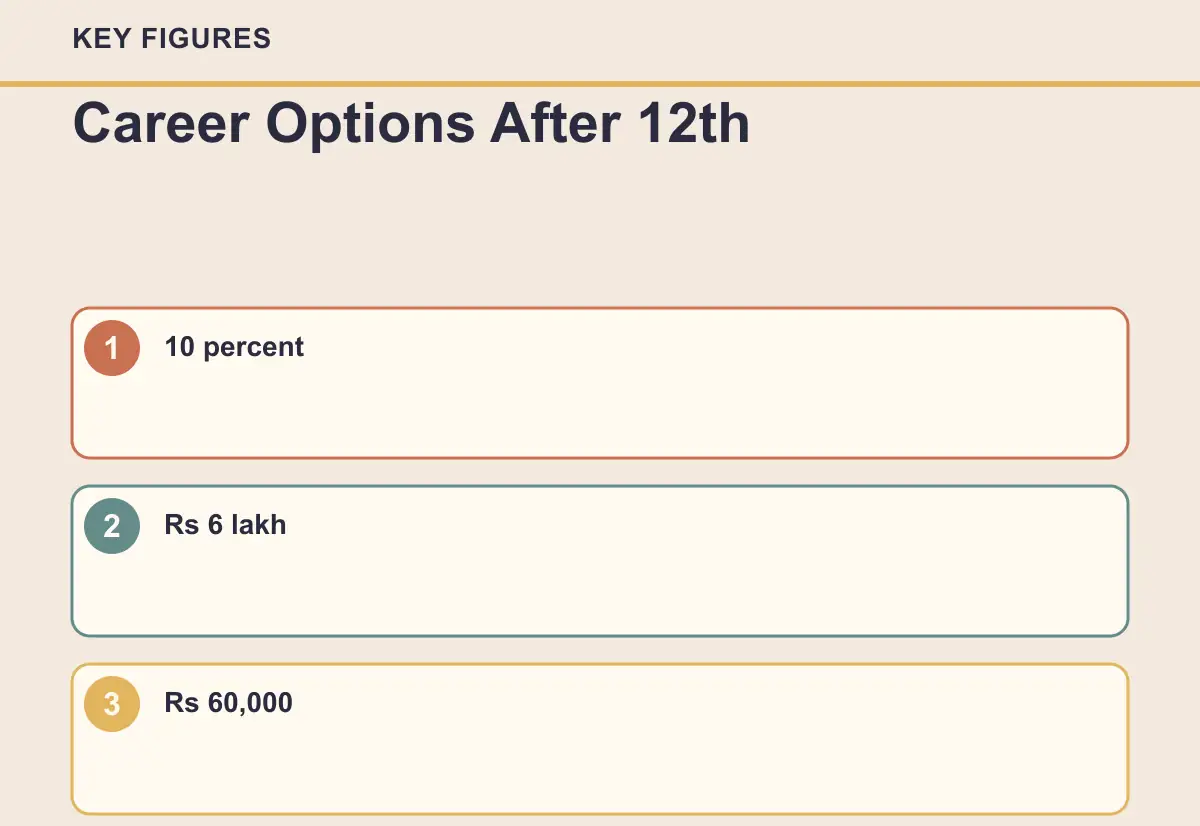 KEY FIGURES
Career Options After 12th
1 10 percent
2 Rs 6 lakh
3 Rs 60,000